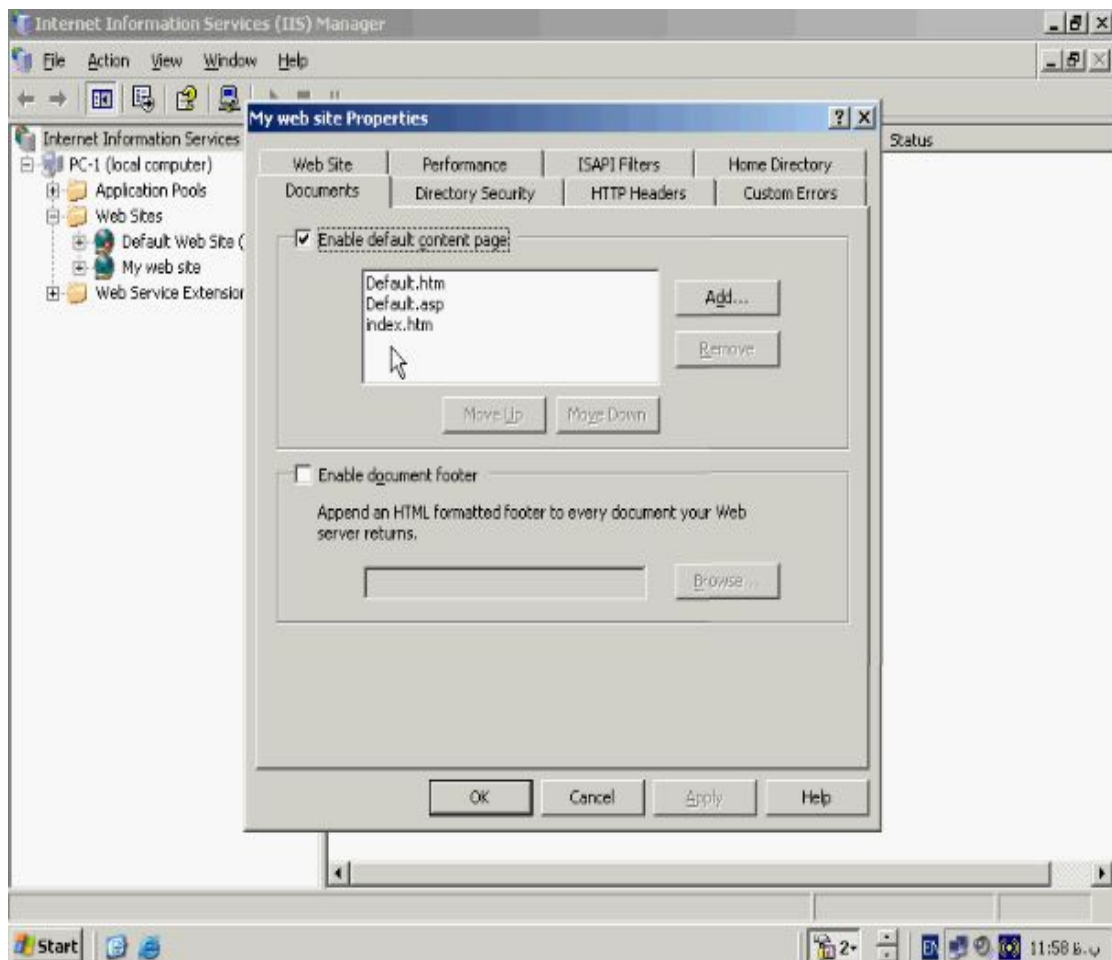 Internet Information Services (IIS) Manager
File Action View Window Help
My web site Properties
Internet Information Services
Status
PC-1 (local computer)
Application Pools
Web Sites
Default Web Site (
My web site
Web Service Extension
Web Site Performance ISAPI Filters Home Directory
Documents Directory Security HTTP Headers Custom Errors
Enable default content page
Default.htm
Default.asp
index.htm
Add...
Remove
Move Up Move Down
Enable document footer
Append an HTML formatted footer to every document your Web
server returns.
Browse...
OK Cancel Apply Help
Start
2
EN
11:58 ب.ظ